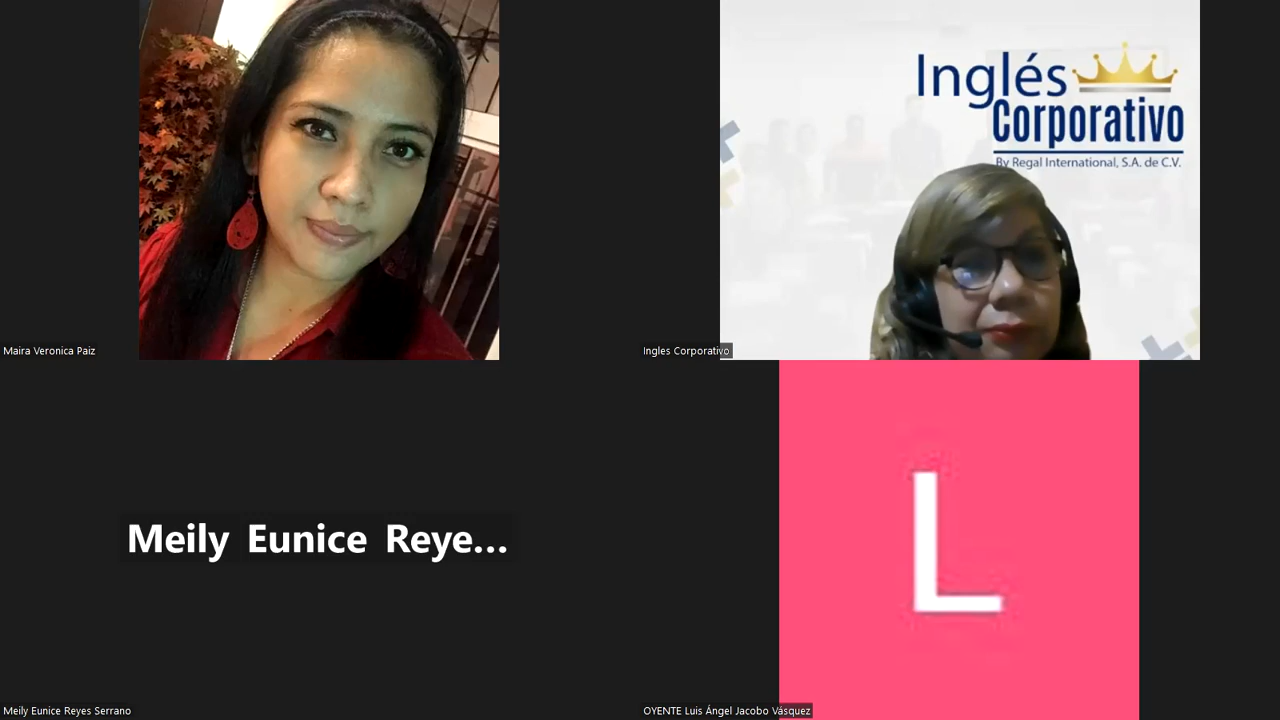 Inglés
Corporativo
By Regal International, S.A. de C.V.
Maira Veronica Paiz
Ingles Corporativo
Meily Eunice Reye...
L
Meily Eunice Reyes Serrano
OYENTE Luis Ángel Jacobo Vásquez